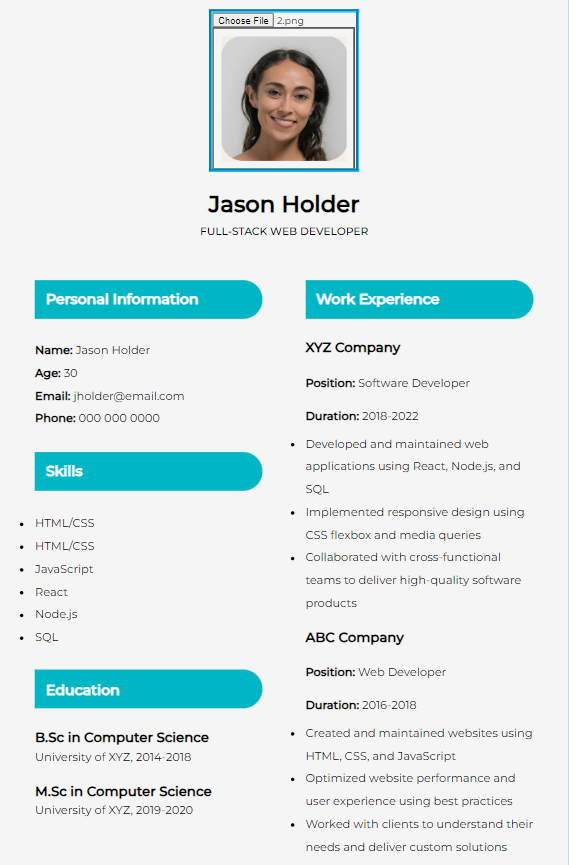 Choose File 2.png
Jason Holder
FULL-STACK WEB DEVELOPER
Personal Information
Name: Jason Holder
Age: 30
Email: jholder@email.com
Phone: 000 000 0000
Skills
• HTML/CSS
• HTML/CSS
• JavaScript
• React
• Node.js
• SQL
Education
B.Sc in Computer Science
University of XYZ, 2014-2018
M.Sc in Computer Science
University of XYZ, 2019-2020
Work Experience
XYZ Company
Position: Software Developer
Duration: 2018-2022
• Developed and maintained web
applications using React, Node.js, and
SQL
• Implemented responsive design using
CSS flexbox and media queries
• Collaborated with cross-functional
teams to deliver high-quality software
products
ABC Company
Position: Web Developer
Duration: 2016-2018
• Created and maintained websites using
HTML, CSS, and JavaScript
• Optimized website performance and
user experience using best practices
• Worked with clients to understand their
needs and deliver custom solutions